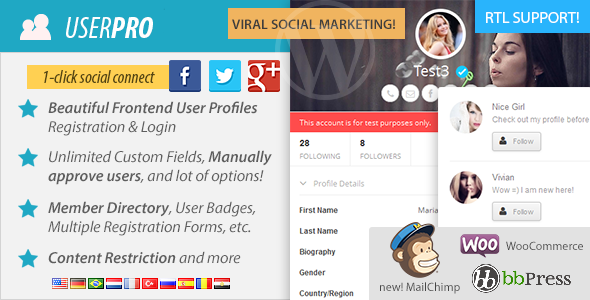 USERPRO
VIRAL SOCIAL MARKETING!
RTL SUPPORT!
1-click social connect
Beautiful Frontend User Profiles
Registration & Login
Unlimited Custom Fields, Manually
approve users, and lot of options!
Member Directory, User Badges,
Multiple Registration Forms, etc.
Content Restriction and more
Test3
This account is for test purposes only.
28
FOLLOWING
8
FOLLOWERS
Profile Details
First Name
Maria
Last Name
Biography
Gender
Country/Region
Nice Girl
Check out my profile before
Follow
Vivian
Wow =) I am new here!
Follow
new! MailChimp
WOO
WooCommerce
bbPress